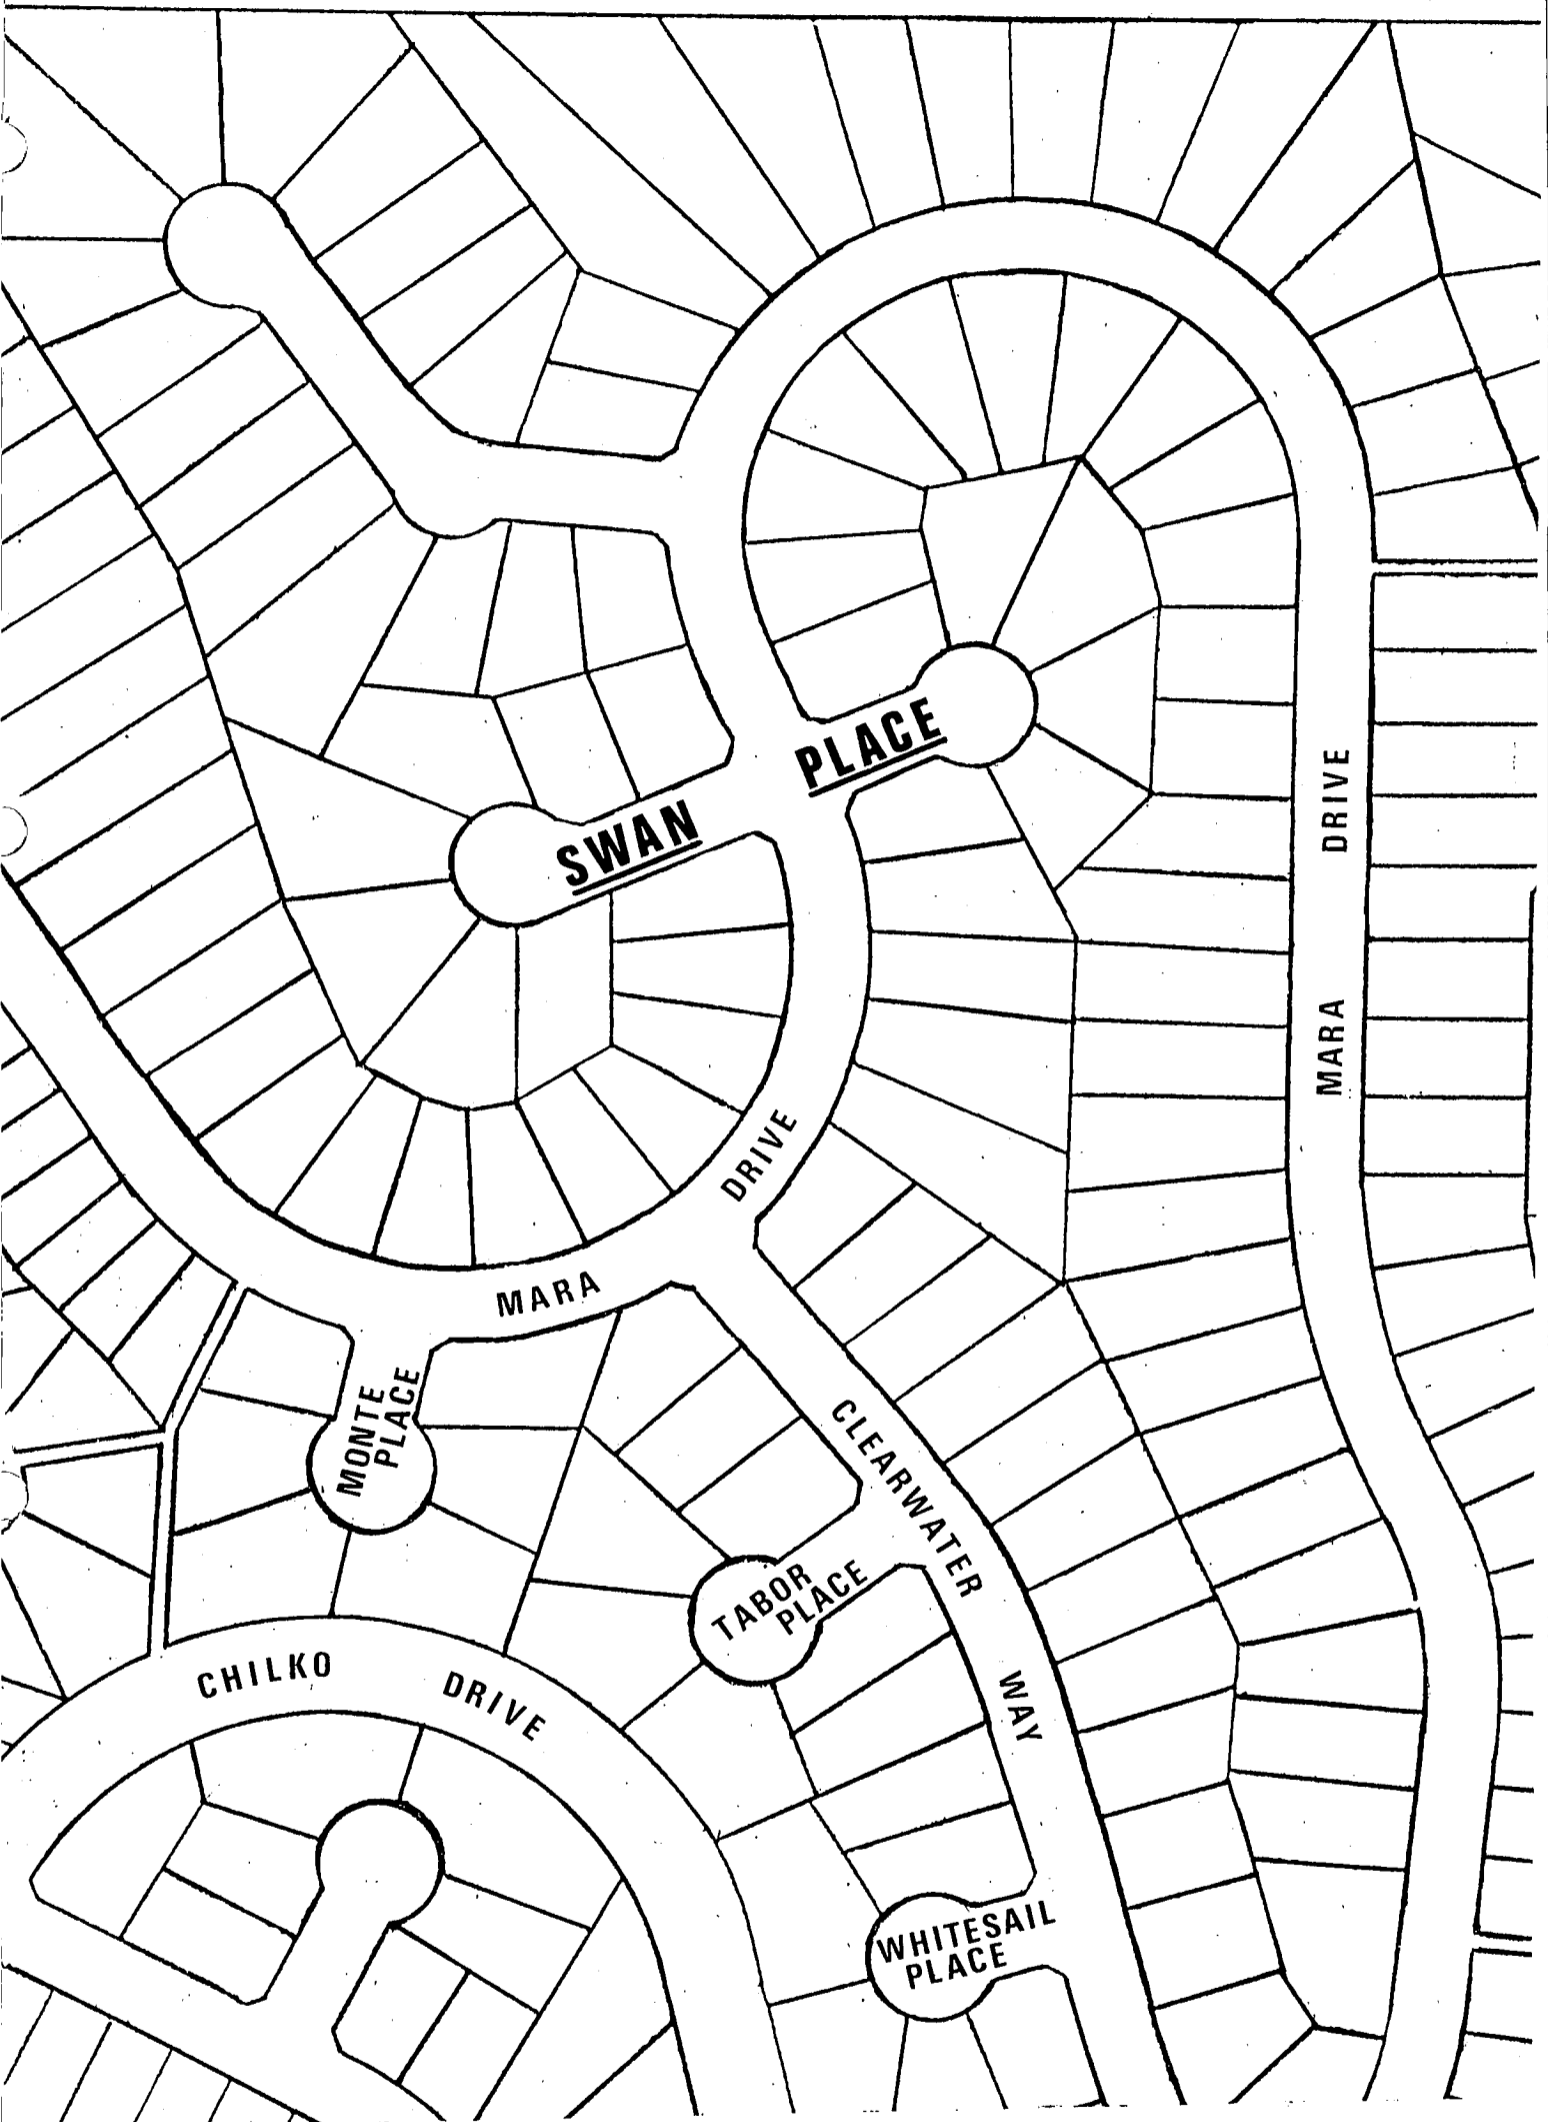 PLACE
SWAN
DRIVE
MARA
DRIVE
MARA
MONTE
PLACE
CLEARWATER
WAY
TABOR
PLACE
CHILKO DRIVE
WHITESAIL
PLACE